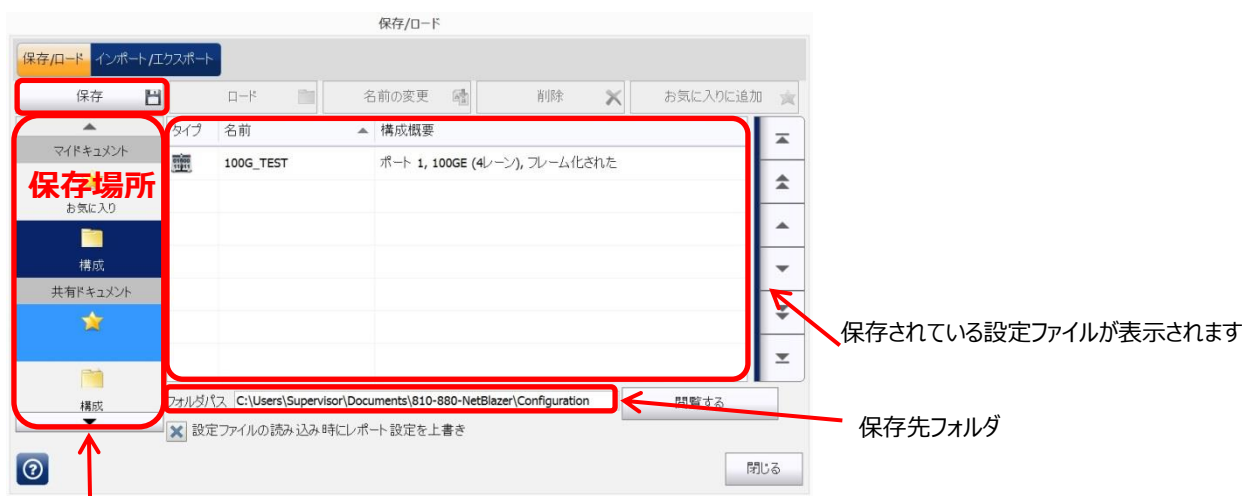 保存/ロード
保存/ロード インポート/エクスポート
保存 ロード 名前の変更 削除 お気に入りに追加
タイプ 名前 構成概要
マイドキュメント
100G_TEST ポート 1, 100GE (4レーン), フレーム化された
保存場所
お気に入り
構成
共有ドキュメント
保存されている設定ファイルが表示されます
構成
フォルダパス C:\Users\Supervisor\Documents\810-880-NetBlazer\Configuration 閲覧する
保存先フォルダ
設定ファイルの読み込み時にレポート設定を上書き
閉じる